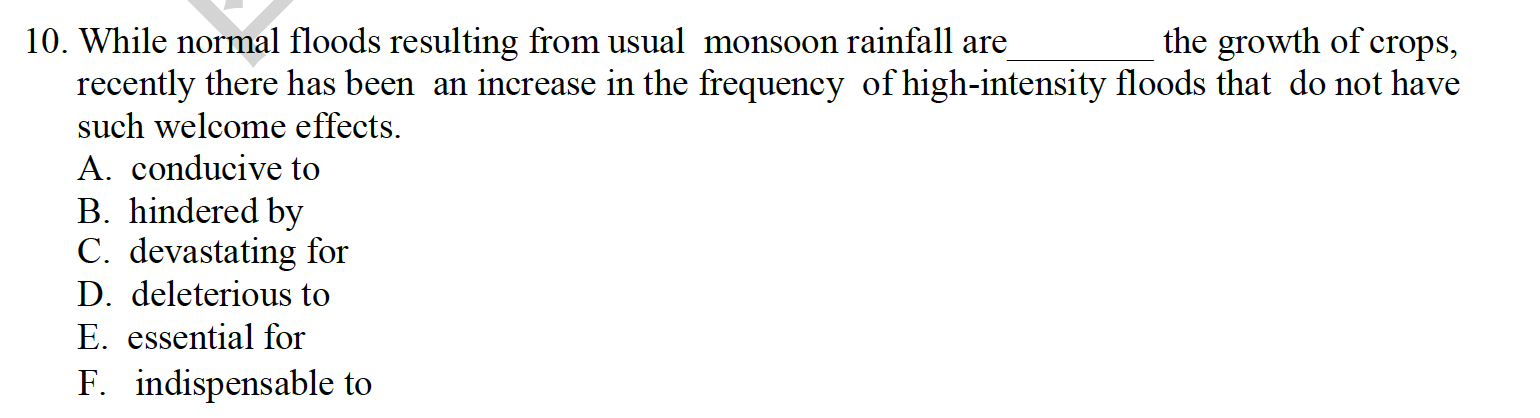 10. While normal floods resulting from usual monsoon rainfall are__________ the growth of crops,
recently there has been an increase in the frequency of high-intensity floods that do not have
such welcome effects.
A. conducive to
B. hindered by
C. devastating for
D. deleterious to
E. essential for
F. indispensable to